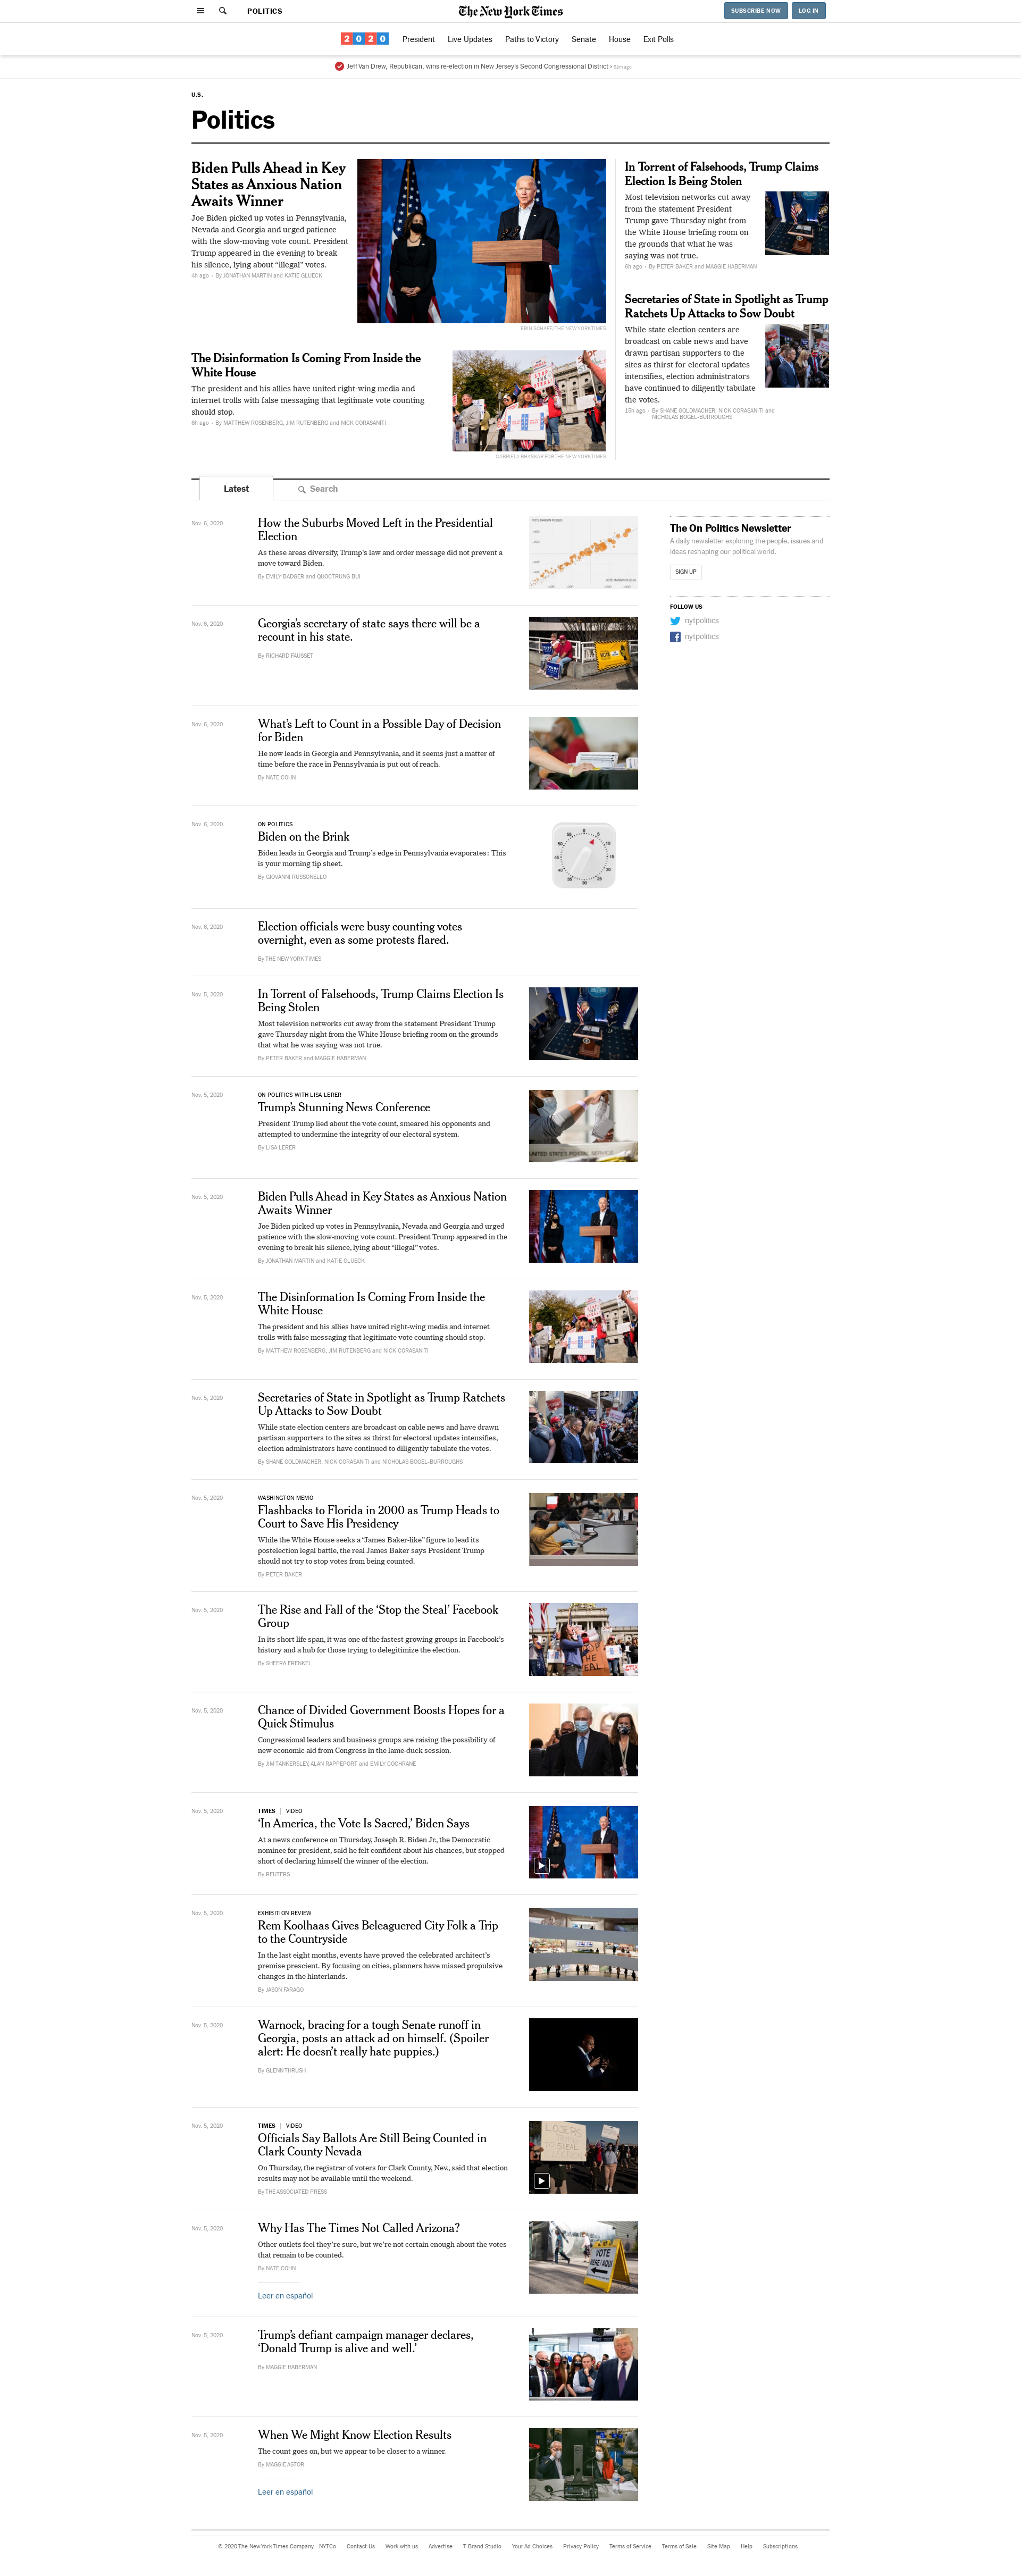 POLITICS
The New York Times
SUBSCRIBE NOW
LOG IN
2020
President
Live Updates
Paths to Victory
Senate
House
Exit Polls
Jeff Van Drew, Republican, wins re-election in New Jersey's Second Congressional District ›
U.S.
Politics
Biden Pulls Ahead in Key
States as Anxious Nation
Awaits Winner
Joe Biden picked up votes in Pennsylvania,
Nevada and Georgia and urged patience
with the slow-moving vote count. President
Trump appeared in the evening to break
his silence, lying about “illegal” votes.
4h ago · By JONATHAN MARTIN and KATIE GLUECK
ERIN SCHAFF/THE NEW YORK TIMES
The Disinformation Is Coming From Inside the
White House
The president and his allies have united right-wing media and
internet trolls with false messaging that legitimate vote counting
should stop.
6h ago · By MATTHEW ROSENBERG, JIM RUTENBERG and NICK CORASANITI
GABRIELA BHASKAR FOR THE NEW YORK TIMES
In Torrent of Falsehoods, Trump Claims
Election Is Being Stolen
Most television networks cut away
from the statement President
Trump gave Thursday night from
the White House briefing room on
the grounds that what he was
saying was not true.
6h ago · By PETER BAKER and MAGGIE HABERMAN
Secretaries of State in Spotlight as Trump
Ratchets Up Attacks to Sow Doubt
While state election centers are
broadcast on cable news and have
drawn partisan supporters to the
sites as thirst for electoral updates
intensifies, election administrators
have continued to diligently tabulate
the votes.
15h ago · By SHANE GOLDMACHER, NICK CORASANITI and
NICHOLAS BOGEL-BURROUGHS
Latest
Search
Nov. 6, 2020
How the Suburbs Moved Left in the Presidential
Election
As these areas diversify, Trump’s law and order message did not prevent a
move toward Biden.
By EMILY BADGER and QUOCTRUNG BUI
The On Politics Newsletter
A daily newsletter exploring the people, issues and
ideas reshaping our political world.
SIGN UP
FOLLOW US
nytpolitics
nytpolitics
Nov. 6, 2020
Georgia’s secretary of state says there will be a
recount in his state.
By RICHARD FAUSSET
Nov. 6, 2020
What’s Left to Count in a Possible Day of Decision
for Biden
He now leads in Georgia and Pennsylvania, and it seems just a matter of
time before the race in Pennsylvania is put out of reach.
By NATE COHN
Nov. 6, 2020
ON POLITICS
Biden on the Brink
Biden leads in Georgia and Trump’s edge in Pennsylvania evaporates: This
is your morning tip sheet.
By GIOVANNI RUSSONELLO
Nov. 6, 2020
Election officials were busy counting votes
overnight, even as some protests flared.
By THE NEW YORK TIMES
Nov. 5, 2020
In Torrent of Falsehoods, Trump Claims Election Is
Being Stolen
Most television networks cut away from the statement President Trump
gave Thursday night from the White House briefing room on the grounds
that what he was saying was not true.
By PETER BAKER and MAGGIE HABERMAN
Nov. 5, 2020
ON POLITICS WITH LISA LERER
Trump’s Stunning News Conference
President Trump lied about the vote count, smeared his opponents and
attempted to undermine the integrity of our electoral system.
By LISA LERER
UNITED STATES POSTAL SERVICE
Nov. 5, 2020
Biden Pulls Ahead in Key States as Anxious Nation
Awaits Winner
Joe Biden picked up votes in Pennsylvania, Nevada and Georgia and urged
patience with the slow-moving vote count. President Trump appeared in the
evening to break his silence, lying about “illegal” votes.
By JONATHAN MARTIN and KATIE GLUECK
Nov. 5, 2020
The Disinformation Is Coming From Inside the
White House
The president and his allies have united right-wing media and internet
trolls with false messaging that legitimate vote counting should stop.
By MATTHEW ROSENBERG, JIM RUTENBERG and NICK CORASANITI
Nov. 5, 2020
Secretaries of State in Spotlight as Trump Ratchets
Up Attacks to Sow Doubt
While state election centers are broadcast on cable news and have drawn
partisan supporters to the sites as thirst for electoral updates intensifies,
election administrators have continued to diligently tabulate the votes.
By SHANE GOLDMACHER, NICK CORASANITI and NICHOLAS BOGEL-BURROUGHS
Nov. 5, 2020
WASHINGTON MEMO
Flashbacks to Florida in 2000 as Trump Heads to
Court to Save His Presidency
While the White House seeks a “James Baker-like” figure to lead its
postelection legal battle, the real James Baker says President Trump
should not try to stop votes from being counted.
By PETER BAKER
Nov. 5, 2020
The Rise and Fall of the ‘Stop the Steal’ Facebook
Group
In its short life span, it was one of the fastest growing groups in Facebook’s
history and a hub for those trying to delegitimize the election.
By SHEERA FRENKEL
Nov. 5, 2020
Chance of Divided Government Boosts Hopes for a
Quick Stimulus
Congressional leaders and business groups are raising the possibility of
new economic aid from Congress in the lame-duck session.
By JIM TANKERSLEY, ALAN RAPPEPORT and EMILY COCHRANE
Nov. 5, 2020
TIMES | VIDEO
‘In America, the Vote Is Sacred,’ Biden Says
At a news conference on Thursday, Joseph R. Biden Jr., the Democratic
nominee for president, said he felt confident about his chances, but stopped
short of declaring himself the winner of the election.
By REUTERS
Nov. 5, 2020
EXHIBITION REVIEW
Rem Koolhaas Gives Beleaguered City Folk a Trip
to the Countryside
In the last eight months, events have proved the celebrated architect’s
premise prescient. By focusing on cities, planners have missed propulsive
changes in the hinterlands.
By JASON FARAGO
Nov. 5, 2020
Warnock, bracing for a tough Senate runoff in
Georgia, posts an attack ad on himself. (Spoiler
alert: He doesn’t really hate puppies.)
By GLENN THRUSH
Nov. 5, 2020
TIMES | VIDEO
Officials Say Ballots Are Still Being Counted in
Clark County Nevada
On Thursday, the registrar of voters for Clark County, Nev., said that election
results may not be available until the weekend.
By THE ASSOCIATED PRESS
Nov. 5, 2020
Why Has The Times Not Called Arizona?
Other outlets feel they’re sure, but we’re not certain enough about the votes
that remain to be counted.
By NATE COHN
Leer en español
VOTE
HERE/AQUI
Nov. 5, 2020
Trump’s defiant campaign manager declares,
‘Donald Trump is alive and well.’
By MAGGIE HABERMAN
Nov. 5, 2020
When We Might Know Election Results
The count goes on, but we appear to be closer to a winner.
By MAGGIE ASTOR
Leer en español
© 2020 The New York Times Company
NYTCo
Contact Us
Work with us
Advertise
T Brand Studio
Your Ad Choices
Privacy Policy
Terms of Service
Terms of Sale
Site Map
Help
Subscriptions